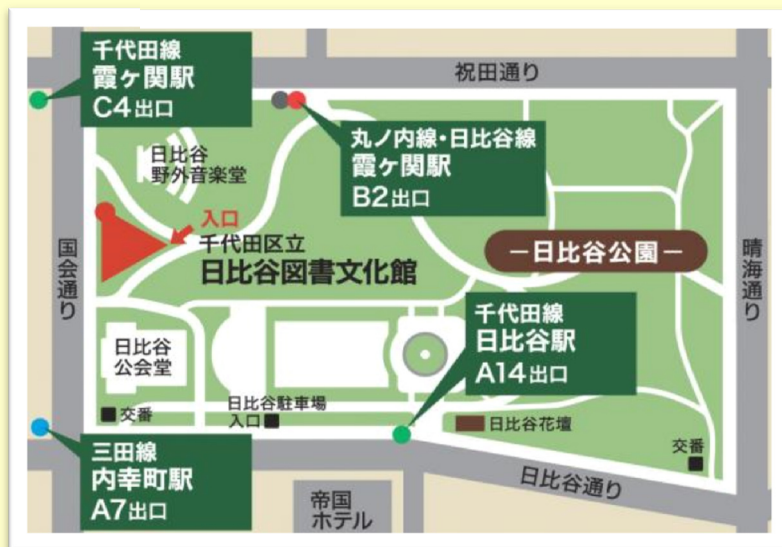 千代田線
霞ヶ関駅
C4出口
祝田通り
丸ノ内線・日比谷線
霞ヶ関駅
B2出口
日比谷
野外音楽堂
入口
千代田区立
日比谷図書文化館
ー日比谷公園ー
国会通り
晴海通り
千代田線
日比谷駅
A14出口
日比谷
公会堂
交番
日比谷駐車場
入口
日比谷花壇
交番
三田線
内幸町駅
A7出口
日比谷通り
帝国
ホテル